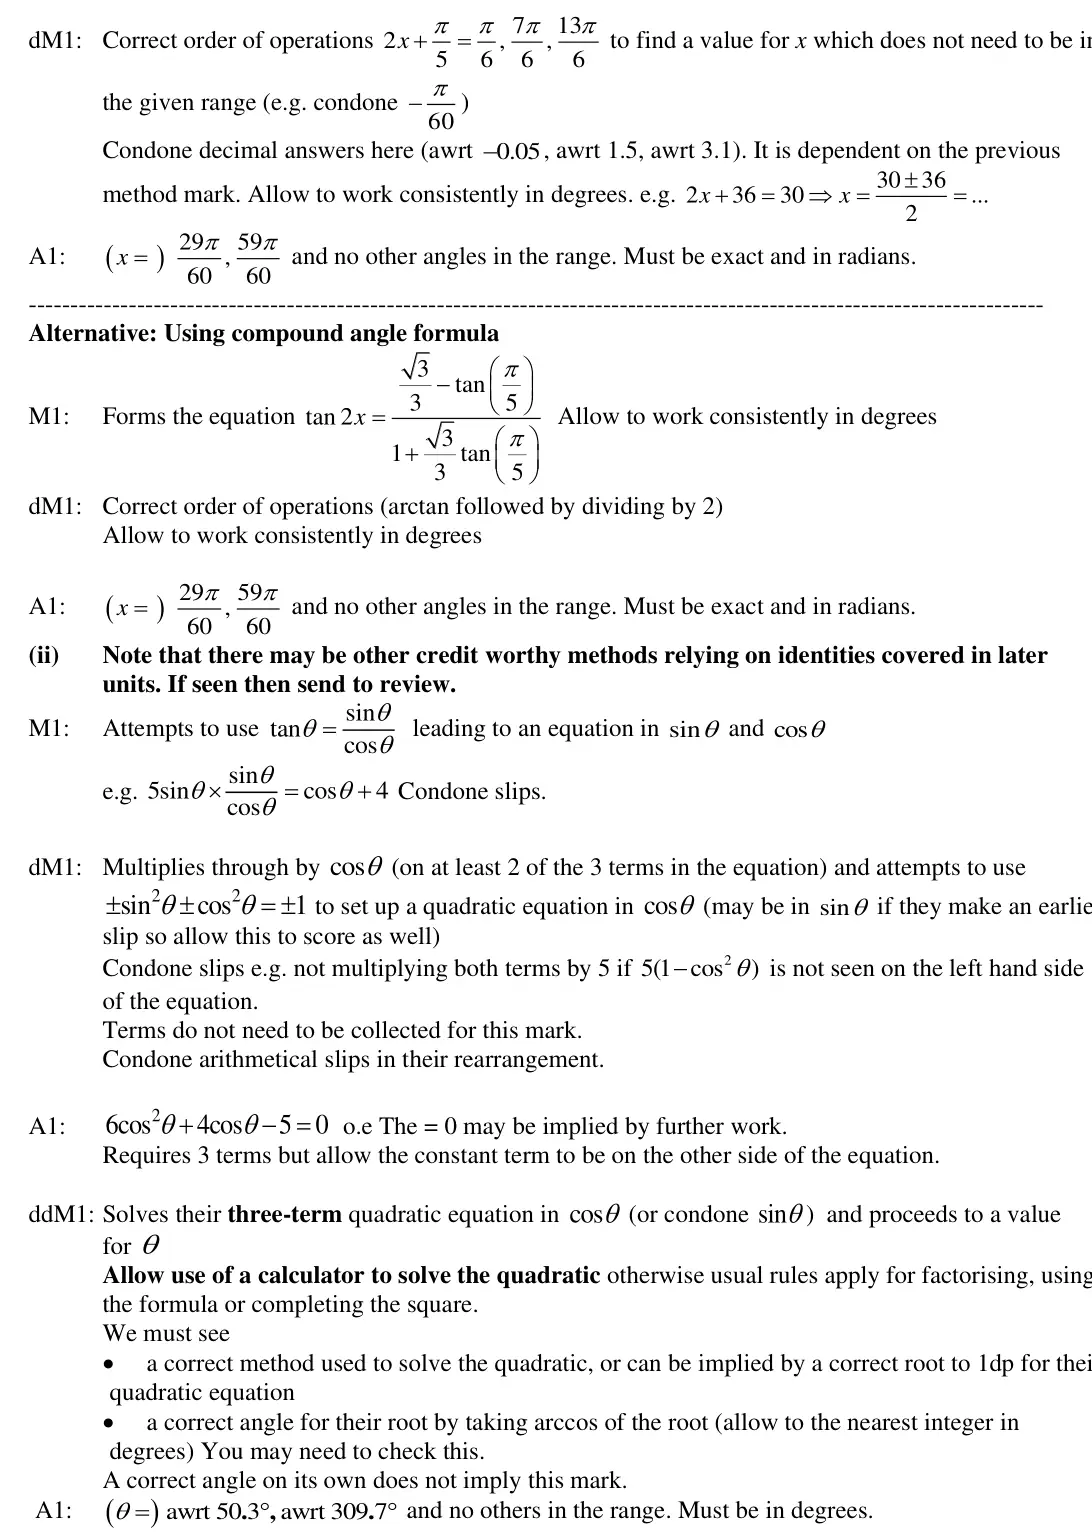 dM1: Correct order of operations 2x + π/5 = π/6, 7π/6, 13π/6 to find a value for x which does not need to be in
the given range (e.g. condone −π/60)
Condone decimal answers here (awrt −0.05, awrt 1.5, awrt 3.1). It is dependent on the previous
method mark. Allow to work consistently in degrees. e.g. 2x + 36 = 30 ⇒ x = (30 ± 36)/2 = ...
A1: (x = ) 29π/60, 59π/60 and no other angles in the range. Must be exact and in radians.
Alternative: Using compound angle formula
M1: Forms the equation tan 2x = (√3/3 − tan(π/5))/(1 + √3/3 tan(π/5)) Allow to work consistently in degrees
dM1: Correct order of operations (arctan followed by dividing by 2)
Allow to work consistently in degrees
A1: (x = ) 29π/60, 59π/60 and no other angles in the range. Must be exact and in radians.
(ii) Note that there may be other credit worthy methods relying on identities covered in later
units. If seen then send to review.
M1: Attempts to use tanθ = sinθ/cosθ leading to an equation in sinθ and cosθ
e.g. 5sinθ × sinθ/cosθ = cosθ + 4 Condone slips.
dM1: Multiplies through by cosθ (on at least 2 of the 3 terms in the equation) and attempts to use
±sin²θ ± cos²θ = ±1 to set up a quadratic equation in cosθ (may be in sinθ if they make an earlie
slip so allow this to score as well)
Condone slips e.g. not multiplying both terms by 5 if 5(1 − cos²θ) is not seen on the left hand side
of the equation.
Terms do not need to be collected for this mark.
Condone arithmetical slips in their rearrangement.
A1: 6cos²θ + 4cosθ − 5 = 0 o.e The = 0 may be implied by further work.
Requires 3 terms but allow the constant term to be on the other side of the equation.
ddM1: Solves their three-term quadratic equation in cosθ (or condone sinθ) and proceeds to a value
for θ
Allow use of a calculator to solve the quadratic otherwise usual rules apply for factorising, using
the formula or completing the square.
We must see
• a correct method used to solve the quadratic, or can be implied by a correct root to 1dp for thei
quadratic equation
• a correct angle for their root by taking arccos of the root (allow to the nearest integer in
degrees) You may need to check this.
A correct angle on its own does not imply this mark.
A1: (θ =) awrt 50.3°, awrt 309.7° and no others in the range. Must be in degrees.